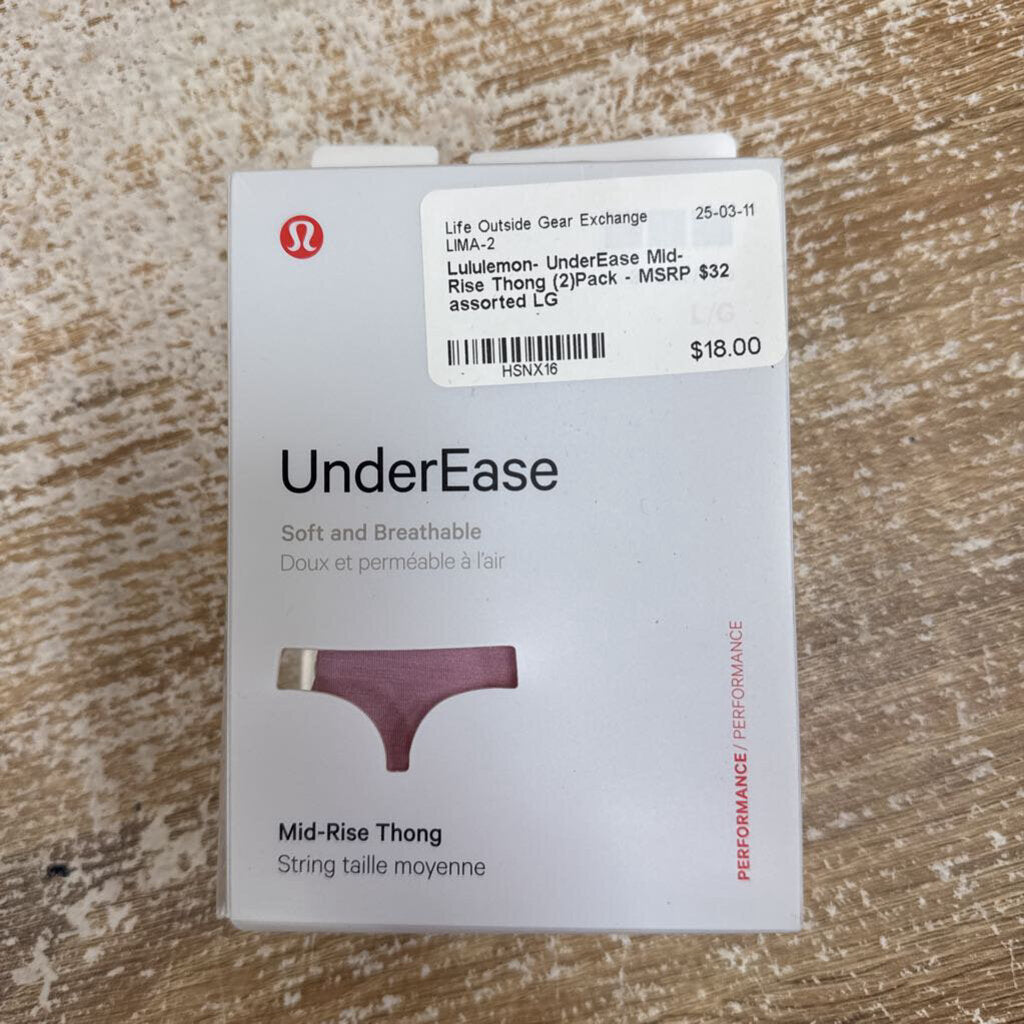 Life Outside Gear Exchange 25-03-11
LIMA-2
Lululemon- UnderEase Mid-
Rise Thong (2)Pack - MSRP $32
assorted LG
L/G
$18.00
HSNX16
UnderEase
Soft and Breathable
Doux et perméable à l'air
PERFORMANCE / PERFORMANCE
Mid-Rise Thong
String taille moyenne